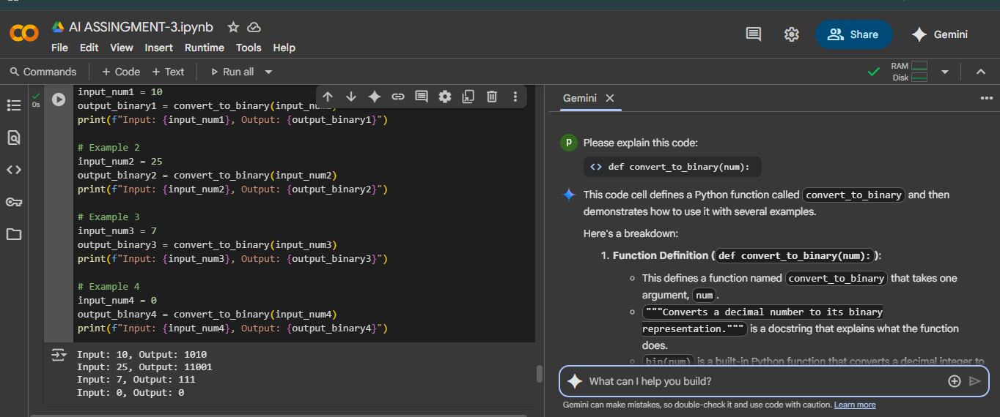 AI ASSINGMENT-3.ipynb
File Edit View Insert Runtime Tools Help
Share
Gemini
Commands + Code + Text Run all
RAM
Disk
0s
input_num1 = 10
output_binary1 = convert_to_binary(input_
print(f"Input: {input_num1}, Output: {output_binary1}")
# Example 2
input_num2 = 25
output_binary2 = convert_to_binary(input_num2)
print(f"Input: {input_num2}, Output: {output_binary2}")
# Example 3
input_num3 = 7
output_binary3 = convert_to_binary(input_num3)
print(f"Input: {input_num3}, Output: {output_binary3}")
# Example 4
input_num4 = 0
output_binary4 = convert_to_binary(input_num4)
print(f"Input: {input_num4}, Output: {output_binary4}")
Input: 10, Output: 1010
Input: 25, Output: 11001
Input: 7, Output: 111
Input: 0, Output: 0
Gemini
P
Please explain this code:
<> def convert_to_binary(num):
This code cell defines a Python function called convert_to_binary and then
demonstrates how to use it with several examples.
Here's a breakdown:
1. Function Definition ( def convert_to_binary(num): ):
This defines a function named convert_to_binary that takes one
argument, num .
"""Converts a decimal number to its binary
representation.""" is a docstring that explains what the function
does.
bin(num) is a built-in Python function that converts a decimal integer to
What can I help you build?
Gemini can make mistakes, so double-check it and use code with caution. Learn more